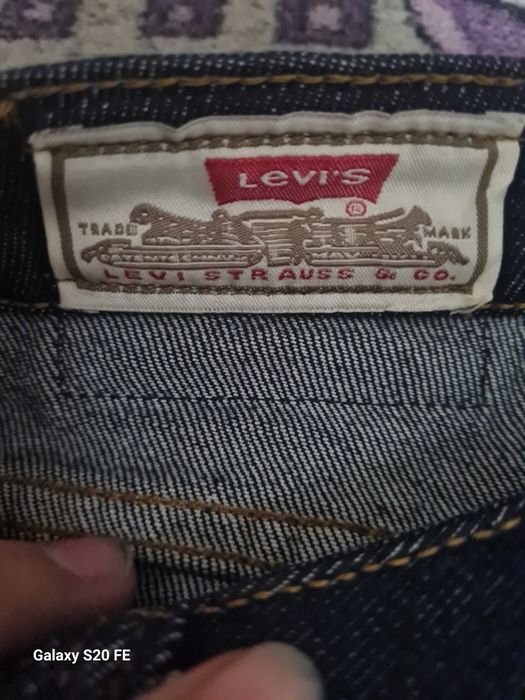 LEVI'S
®
TRADE MARK
LEVI STRAUSS & CO.
Galaxy S20 FE